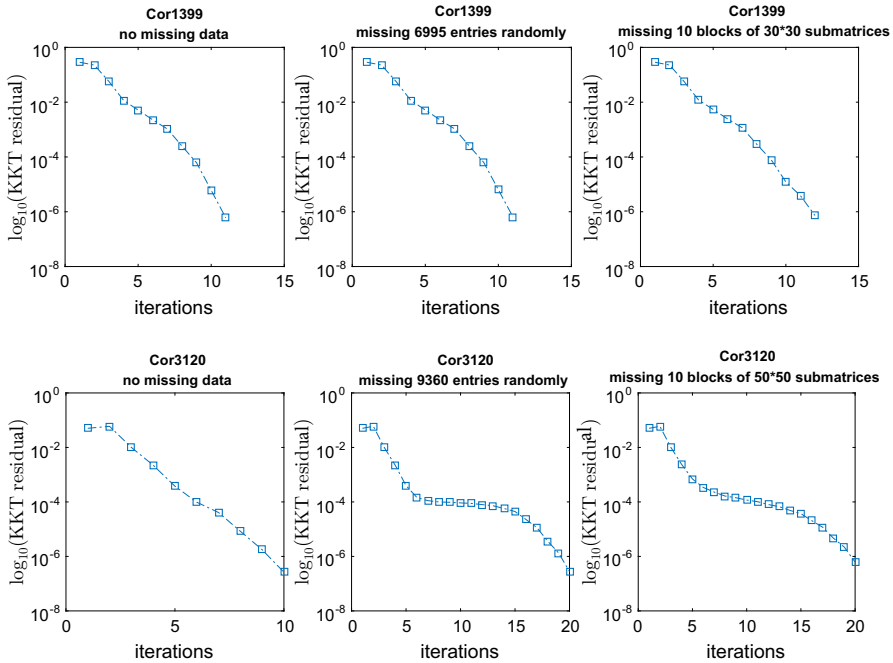 Cor1399
no missing data
10^0
10^-2
10^-4
10^-6
10^-8
log_10(KKT residual)
0 5 10 15
iterations
Cor1399
missing 6995 entries randomly
10^0
10^-2
10^-4
10^-6
10^-8
log_10(KKT residual)
0 5 10 15
iterations
Cor1399
missing 10 blocks of 30*30 submatrices
10^0
10^-2
10^-4
10^-6
10^-8
log_10(KKT residual)
0 5 10 15
iterations
Cor3120
no missing data
10^0
10^-2
10^-4
10^-6
10^-8
log_10(KKT residual)
0 5 10
iterations
Cor3120
missing 9360 entries randomly
10^0
10^-2
10^-4
10^-6
10^-8
log_10(KKT residual)
0 5 10 15 20
iterations
Cor3120
missing 10 blocks of 50*50 submatrices
10^0
10^-2
10^-4
10^-6
10^-8
log_10(KKT residual)
0 5 10 15 20
iterations